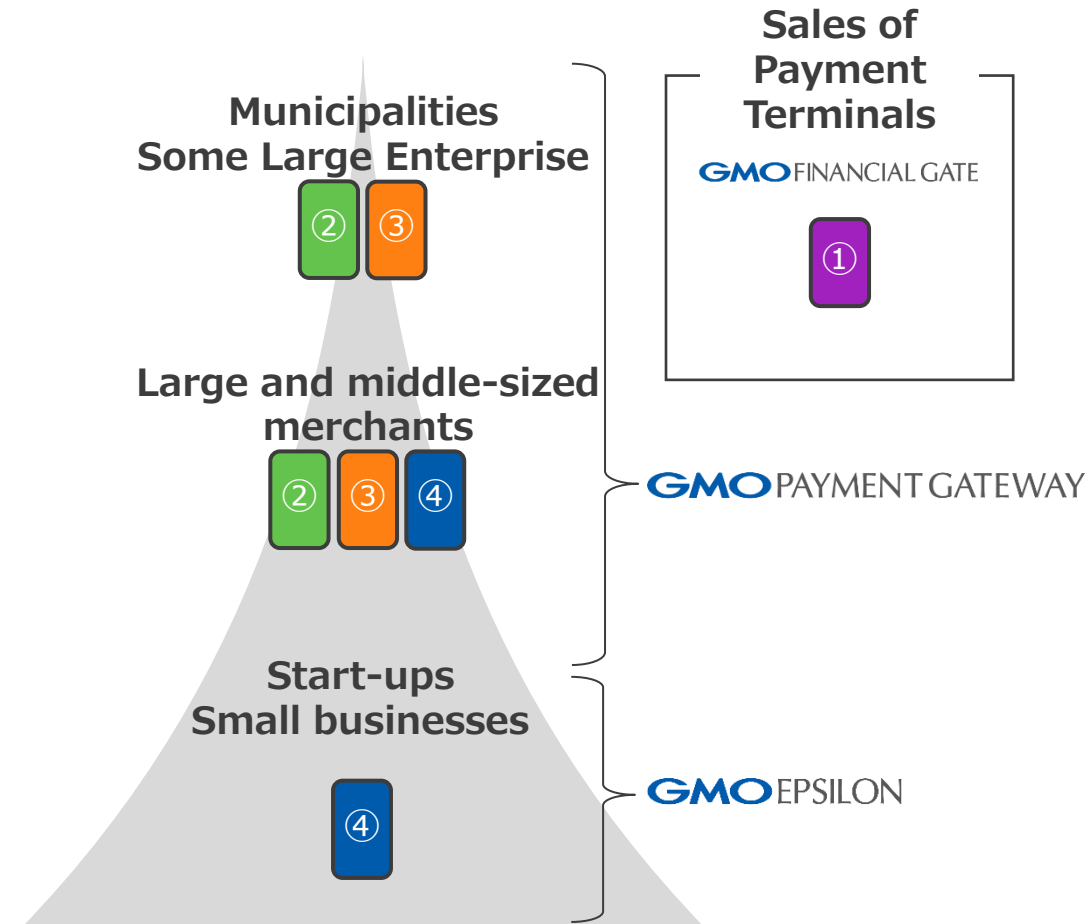 Municipalities
Some Large Enterprise
② ③
Large and middle-sized
merchants
② ③ ④
Start-ups
Small businesses
④
Sales of
Payment
Terminals
GMO FINANCIAL GATE
①
GMO PAYMENT GATEWAY
GMO EPSILON